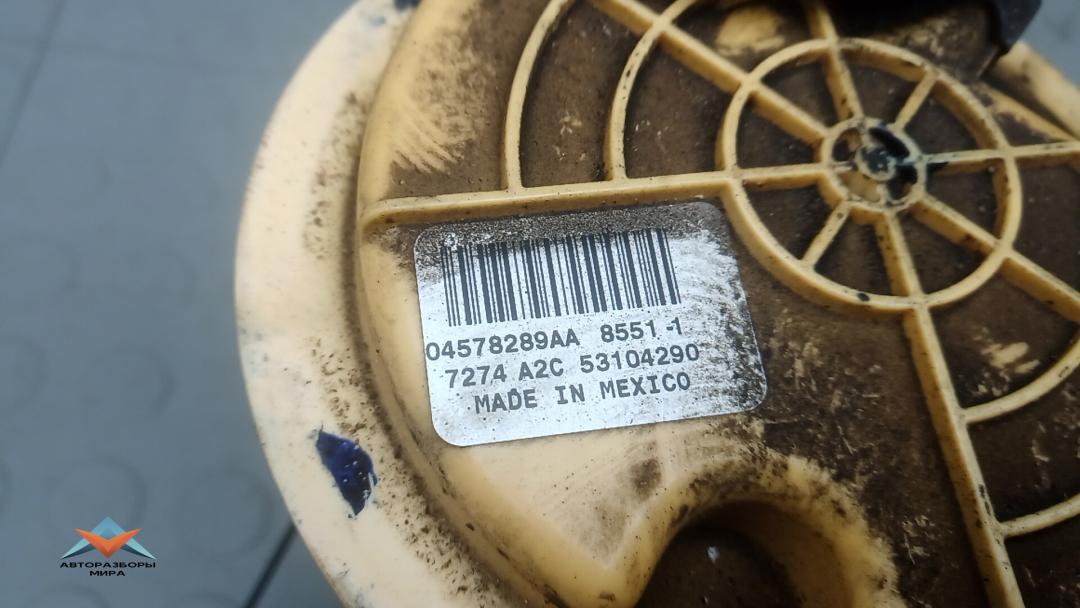 04578289AA 8551 -1
7274 A2C 53104290
MADE IN MEXICO
АВТОРАЗБОРЫ
МИРА